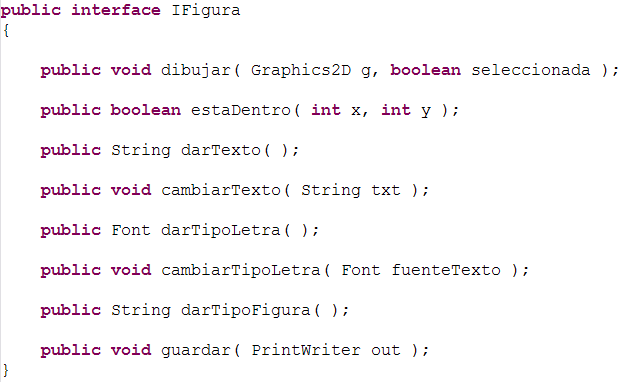 public interface IFigura
{
public void dibujar( Graphics2D g, boolean seleccionada );
public boolean estaDentro( int x, int y );
public String darTexto( );
public void cambiarTexto( String txt );
public Font darTipoLetra( );
public void cambiarTipoLetra( Font fuenteTexto );
public String darTipoFigura( );
public void guardar( PrintWriter out );
}